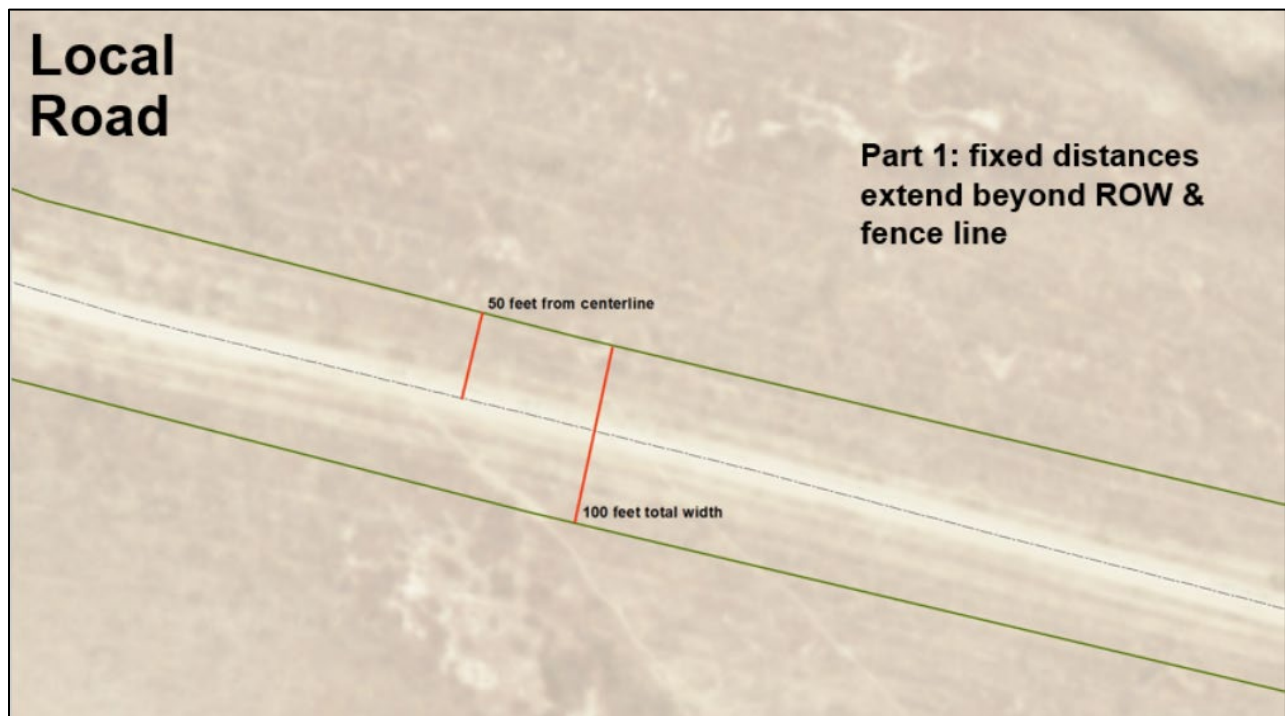 Local
Road
Part 1: fixed distances
extend beyond ROW &
fence line
50 feet from centerline
100 feet total width